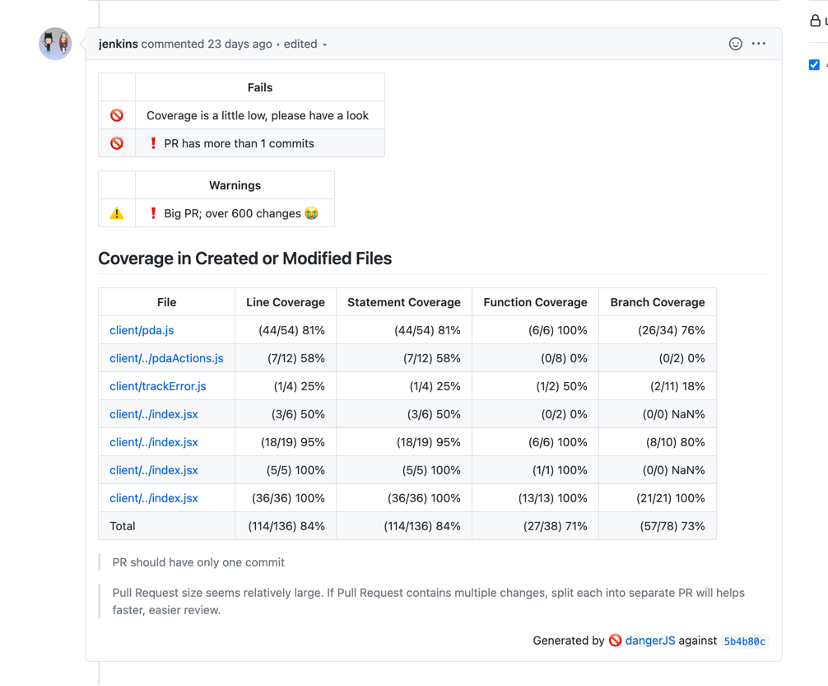 jenkins commented 23 days ago • edited
Fails
Coverage is a little low, please have a look
❗ PR has more than 1 commits
Warnings
❗ Big PR; over 600 changes 😭
Coverage in Created or Modified Files
File Line Coverage Statement Coverage Function Coverage Branch Coverage
client/pda.js (44/54) 81% (44/54) 81% (6/6) 100% (26/34) 76%
client/../pdaActions.js (7/12) 58% (7/12) 58% (0/8) 0% (0/2) 0%
client/trackError.js (1/4) 25% (1/4) 25% (1/2) 50% (2/11) 18%
client/../index.jsx (3/6) 50% (3/6) 50% (0/2) 0% (0/0) NaN%
client/../index.jsx (18/19) 95% (18/19) 95% (6/6) 100% (8/10) 80%
client/../index.jsx (5/5) 100% (5/5) 100% (1/1) 100% (0/0) NaN%
client/../index.jsx (36/36) 100% (36/36) 100% (13/13) 100% (21/21) 100%
Total (114/136) 84% (114/136) 84% (27/38) 71% (57/78) 73%
PR should have only one commit
Pull Request size seems relatively large. If Pull Request contains multiple changes, split each into separate PR will helps
faster, easier review.
Generated by 🚫 dangerJS against 5b4b80c